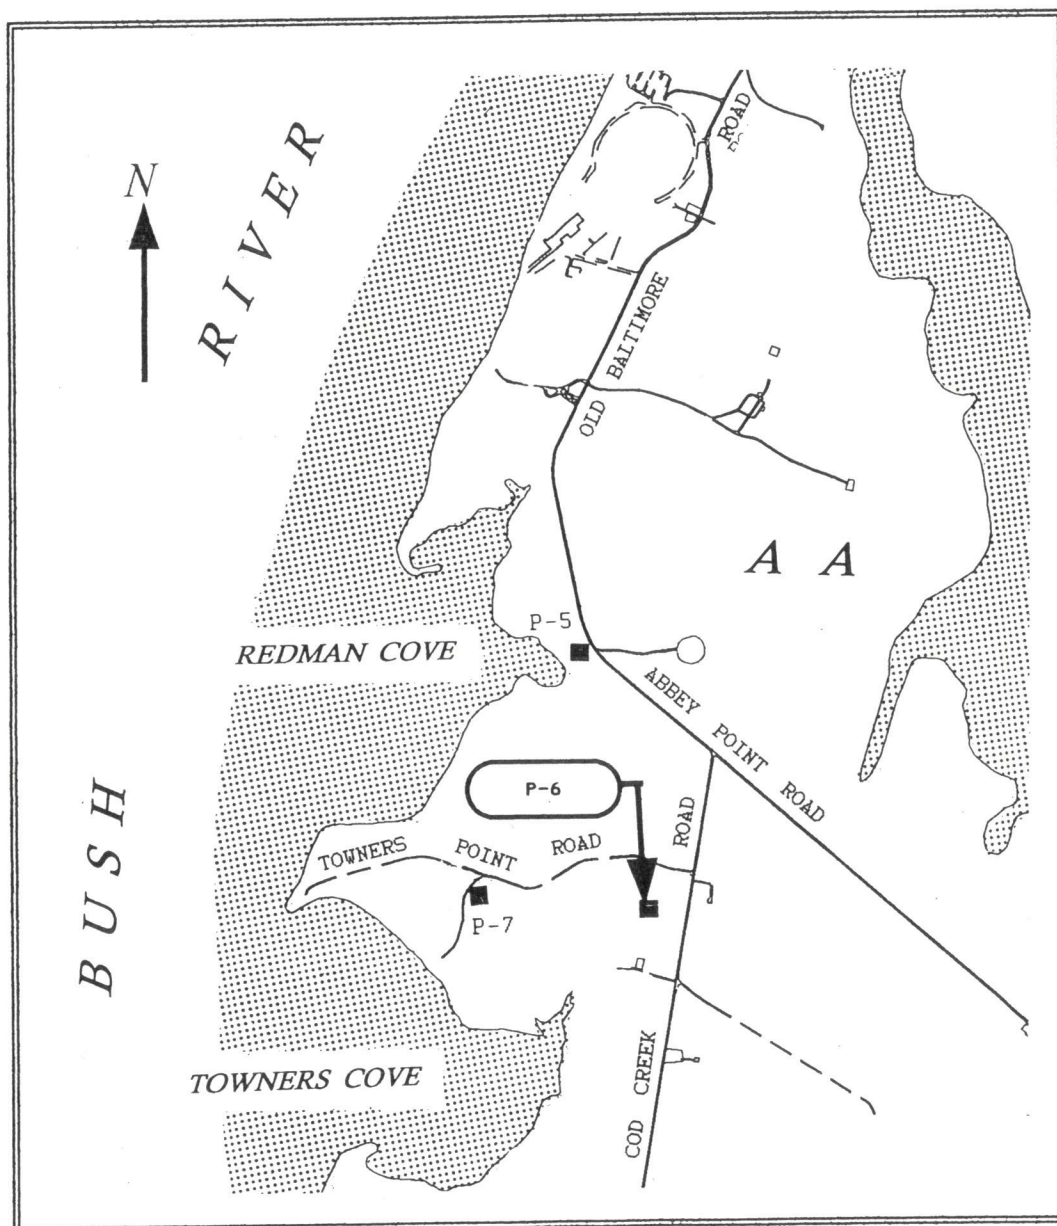 N
BUSH RIVER
OLD BALTIMORE ROAD
A A
P-5
REDMAN COVE
ABBEY POINT ROAD
P-6
TOWNERS POINT ROAD
P-7
COD CREEK ROAD
TOWNERS COVE